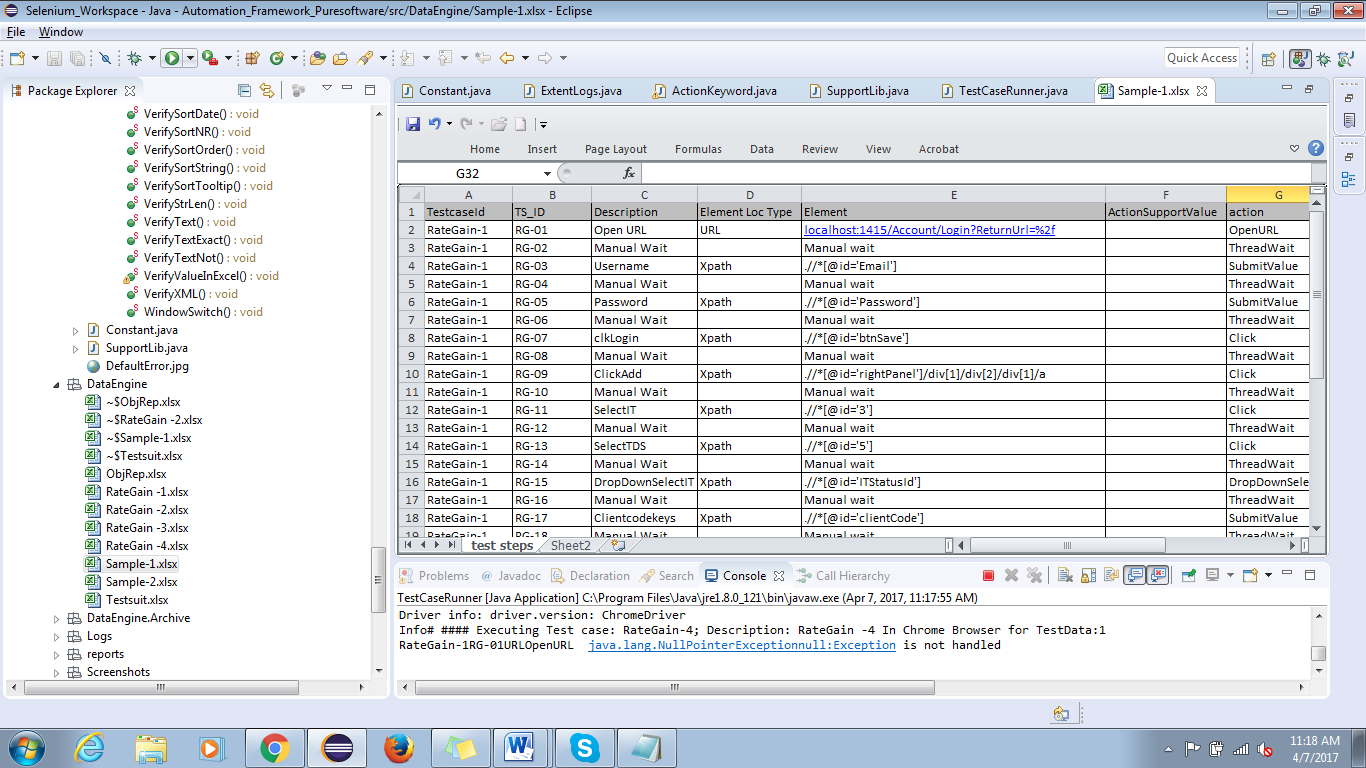 Selenium_Workspace - Java - Automation_Framework_Puresoftware/src/DataEngine/Sample-1.xlsx - Eclipse
File Window
Quick Access
Package Explorer
VerifySortDate() : void
VerifySortNR() : void
VerifySortOrder() : void
VerifySortString() : void
VerifySortTooltip() : void
VerifyStrLen() : void
VerifyText() : void
VerifyTextExact() : void
VerifyTextNot() : void
VerifyValueInExcel() : void
VerifyXML() : void
WindowSwitch() : void
Constant.java
SupportLib.java
DefaultError.jpg
DataEngine
~$ObjRep.xlsx
~$RateGain -2.xlsx
~$Sample-1.xlsx
~$Testsuit.xlsx
ObjRep.xlsx
RateGain -1.xlsx
RateGain -2.xlsx
RateGain -3.xlsx
RateGain -4.xlsx
Sample-1.xlsx
Sample-2.xlsx
Testsuit.xlsx
DataEngine.Archive
Logs
reports
Screenshots
Constant.java ExtentLogs.java ActionKeyword.java SupportLib.java TestCaseRunner.java Sample-1.xlsx
Home Insert Page Layout Formulas Data Review View Acrobat
G32 fx
A B C D E F G
1 TestcaseId TS_ID Description Element Loc Type Element ActionSupportValue action
2 RateGain-1 RG-01 Open URL URL localhost:1415/Account/Login?ReturnUrl=%2f OpenURL
3 RateGain-1 RG-02 Manual Wait Manual wait ThreadWait
4 RateGain-1 RG-03 Username Xpath .//*[@id='Email'] SubmitValue
5 RateGain-1 RG-04 Manual Wait Manual wait ThreadWait
6 RateGain-1 RG-05 Password Xpath .//*[@id='Password'] SubmitValue
7 RateGain-1 RG-06 Manual Wait Manual wait ThreadWait
8 RateGain-1 RG-07 clkLogin Xpath .//*[@id='btnSave'] Click
9 RateGain-1 RG-08 Manual Wait Manual wait ThreadWait
10 RateGain-1 RG-09 ClickAdd Xpath .//*[@id='rightPanel']/div[1]/div[2]/div[1]/a Click
11 RateGain-1 RG-10 Manual Wait Manual wait ThreadWait
12 RateGain-1 RG-11 SelectIT Xpath .//*[@id='3'] Click
13 RateGain-1 RG-12 Manual Wait Manual wait ThreadWait
14 RateGain-1 RG-13 SelectTDS Xpath .//*[@id='5'] Click
15 RateGain-1 RG-14 Manual Wait Manual wait ThreadWait
16 RateGain-1 RG-15 DropDownSelectIT Xpath .//*[@id='ITStatusId'] DropDownSele
17 RateGain-1 RG-16 Manual Wait Manual wait ThreadWait
18 RateGain-1 RG-17 Clientcodekeys Xpath .//*[@id='clientCode'] SubmitValue
19 RateGain-1 RG-18 Manual Wait Manual wait ThreadWait
test steps Sheet2
Problems Javadoc Declaration Search Console Call Hierarchy
TestCaseRunner [Java Application] C:\Program Files\Java\jre1.8.0_121\bin\javaw.exe (Apr 7, 2017, 11:17:55 AM)
Driver info: driver.version: ChromeDriver
Info# #### Executing Test case: RateGain-4; Description: RateGain -4 In Chrome Browser for TestData:1
RateGain-1RG-01URLOpenURL java.lang.NullPointerExceptionnull:Exception is not handled
11:18 AM
4/7/2017